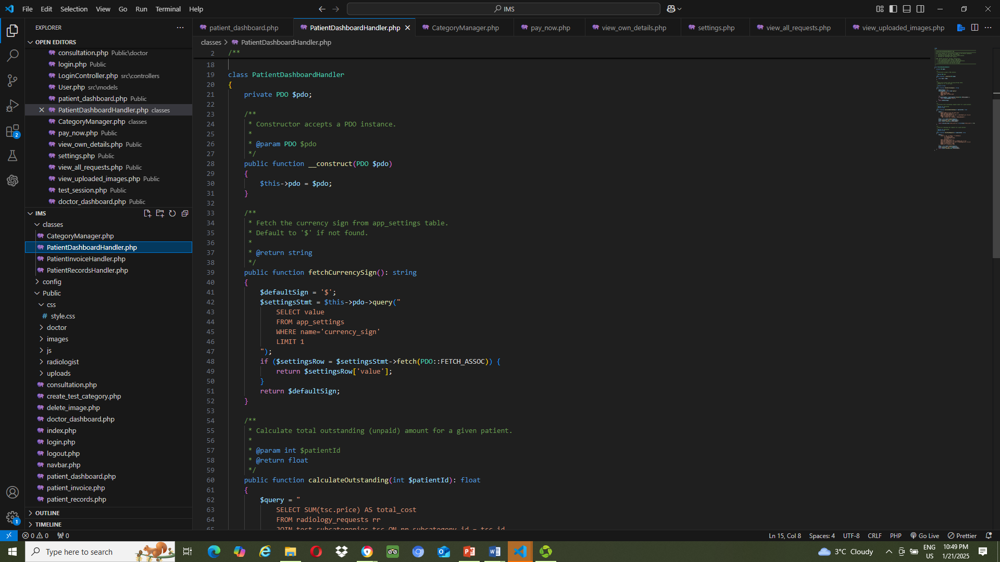 File Edit Selection View Go Run Terminal Help
IMS
EXPLORER
OPEN EDITORS
consultation.php Public\doctor
login.php Public
LoginController.php src\controllers
User.php src\models
patient_dashboard.php Public
PatientDashboardHandler.php classes
CategoryManager.php classes
pay_now.php Public
view_own_details.php Public
settings.php Public
view_all_requests.php Public
view_uploaded_images.php Public
test_session.php Public
doctor_dashboard.php Public
IMS
classes
CategoryManager.php
PatientDashboardHandler.php
PatientInvoiceHandler.php
PatientRecordsHandler.php
config
Public
css
# style.css
doctor
images
js
radiologist
uploads
consultation.php
create_test_category.php
delete_image.php
doctor_dashboard.php
index.php
login.php
logout.php
navbar.php
patient_dashboard.php
patient_invoice.php
patient_records.php
OUTLINE
TIMELINE
2
1
patient_dashboard.php PatientDashboardHandler.php CategoryManager.php pay_now.php view_own_details.php settings.php view_all_requests.php view_uploaded_images.php
classes > PatientDashboardHandler.php
2 /**
18
19 class PatientDashboardHandler
20 {
21 private PDO $pdo;
22
23 /**
24 * Constructor accepts a PDO instance.
25 *
26 * @param PDO $pdo
27 */
28 public function __construct(PDO $pdo)
29 {
30 $this->pdo = $pdo;
31 }
32
33 /**
34 * Fetch the currency sign from app_settings table.
35 * Default to '$' if not found.
36 *
37 * @return string
38 */
39 public function fetchCurrencySign(): string
40 {
41 $defaultSign = '$';
42 $settingsStmt = $this->pdo->query("
43 SELECT value
44 FROM app_settings
45 WHERE name='currency_sign'
46 LIMIT 1
47 ");
48 if ($settingsRow = $settingsStmt->fetch(PDO::FETCH_ASSOC)) {
49 return $settingsRow['value'];
50 }
51 return $defaultSign;
52 }
53
54 /**
55 * Calculate total outstanding (unpaid) amount for a given patient.
56 *
57 * @param int $patientId
58 * @return float
59 */
60 public function calculateOutstanding(int $patientId): float
61 {
62 $query = "
63 SELECT SUM(tsc.price) AS total_cost
64 FROM radiology_requests rr
65 JOIN test_subcategories tsc ON rr.subcategory_id = tsc.id
0 0 0 Ln 15, Col 8 Spaces: 4 UTF-8 CRLF PHP Go Live Prettier
Type here to search
3°C Cloudy
ENG
US
10:49 PM
1/21/2025